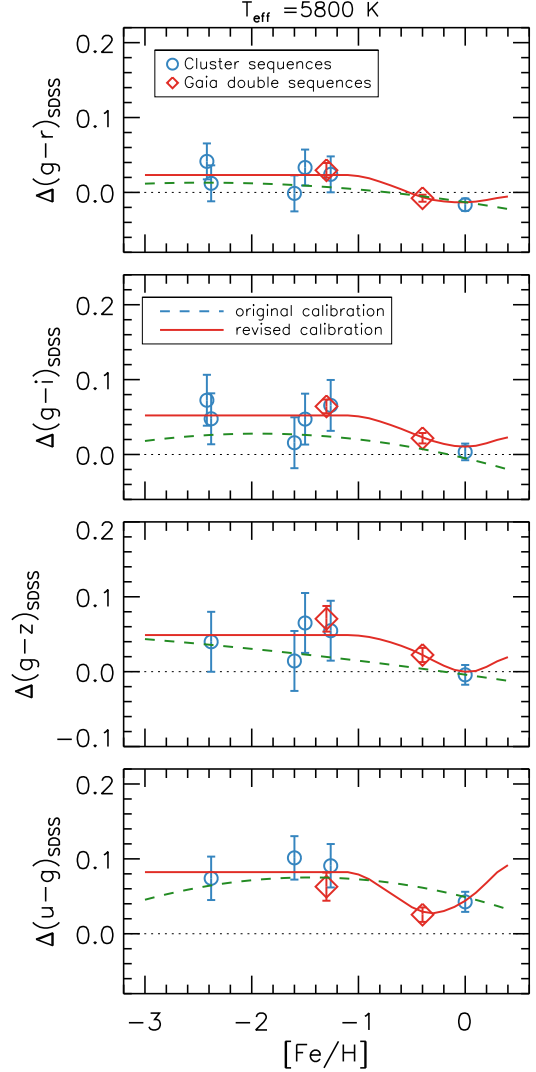 T_eff =5800 K
0.2
0.1
0.0
Δ(g−r)_SDSS
Cluster sequences
Gaia double sequences
0.2
0.1
0.0
Δ(g−i)_SDSS
original calibration
revised calibration
0.2
0.1
0.0
−0.1
Δ(g−z)_SDSS
0.2
0.1
0.0
Δ(u−g)_SDSS
−3 −2 −1 0
[Fe/H]